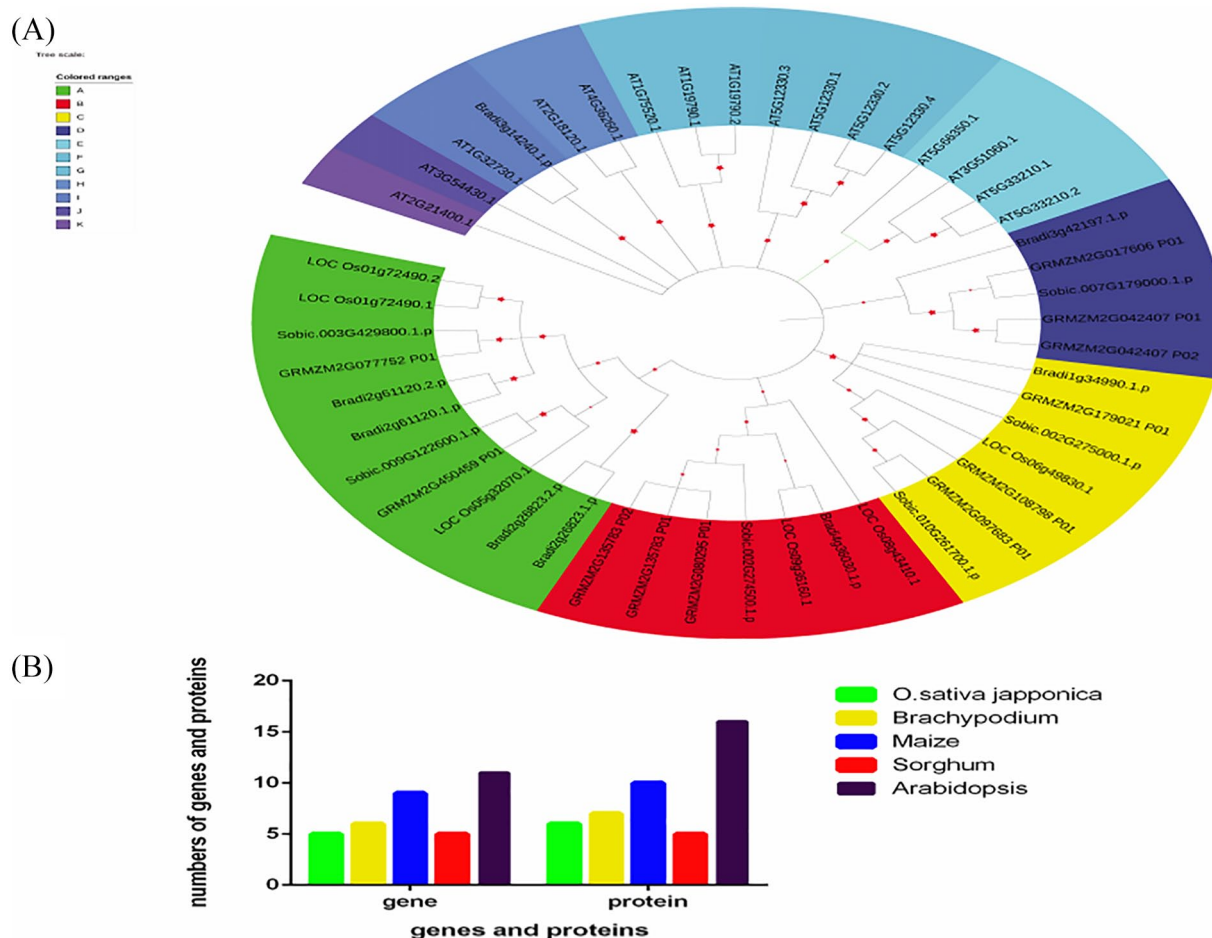 (A)
Tree scale:
Colored ranges
A
B
C
D
E
F
G
H
I
J
K
AT2G21400.1
AT3G54430.1
AT1G32730.1
Bradi3g14240.1.p
AT2G18120.1
AT4G36260.1
AT1G75520.1
AT1G19790.1
AT1G19790.2
AT5G12330.3
AT5G12330.1
AT5G12330.2
AT5G12330.4
AT5G66350.1
AT3G51060.1
AT5G33210.1
AT5G33210.2
Bradi3g42197.1.p
GRMZM2G017606 P01
Sobic.007G179000.1.p
GRMZM2G042407 P01
GRMZM2G042407 P02
Bradi1g34990.1.p
GRMZM2G179021 P01
Sobic.002G275000.1.p
LOC Os06g49830.1
GRMZM2G108798 P01
GRMZM2G097683 P01
Sobic.010G261700.1.p
LOC Os08g43410.1
Bradi4g36030.1.p
LOC Os09g36160.1
Sobic.002G274500.1.p
GRMZM2G080295 P01
GRMZM2G135783 P01
GRMZM2G135783 P02
Bradi2g26823.1.p
Bradi2g26823.2.p
LOC Os05g32070.1
GRMZM2G450459 P01
Sobic.009G122600.1.p
Bradi2g61120.1.p
Bradi2g61120.2.p
GRMZM2G077752 P01
Sobic.003G429800.1.p
LOC Os01g72490.1
LOC Os01g72490.2
(B)
numbers of genes and proteins
20
15
10
5
0
gene
protein
genes and proteins
O.sativa japponica
Brachypodium
Maize
Sorghum
Arabidopsis